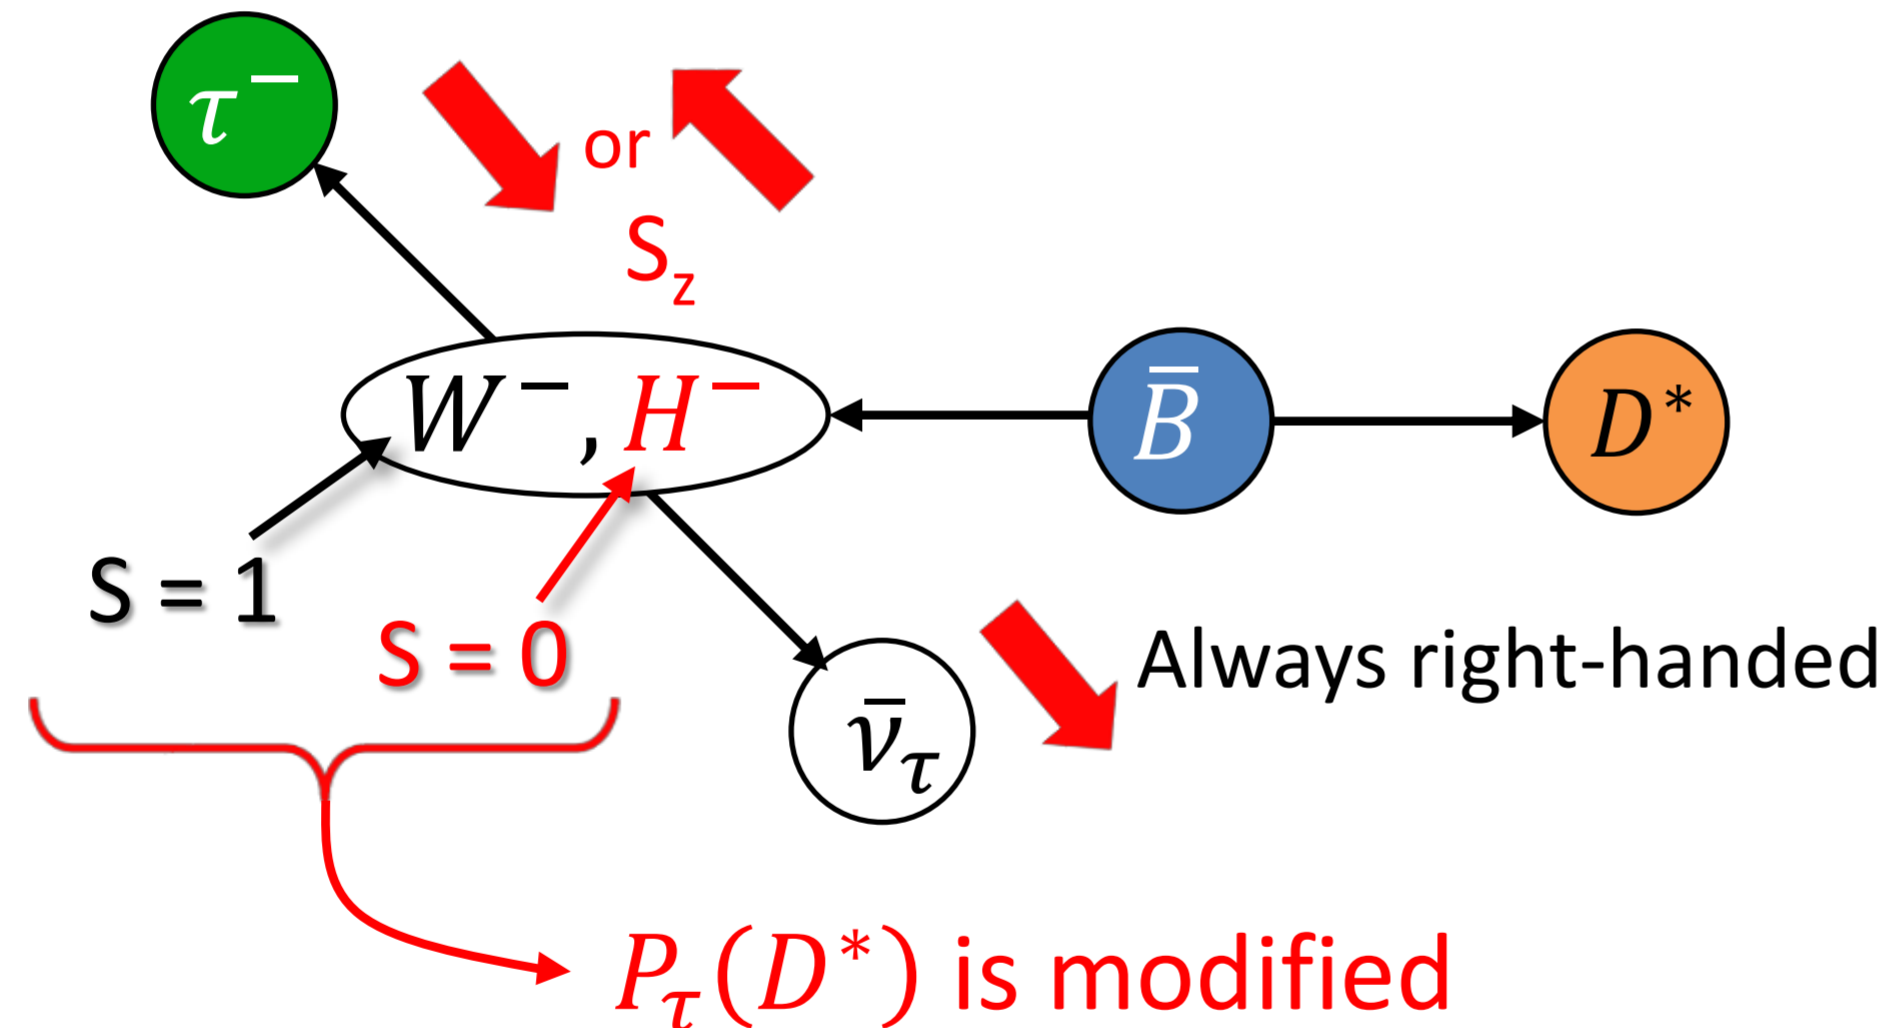 τ⁻
or
S_z
W⁻, H⁻
B̄
D*
S = 1
S = 0
ν̄_τ
Always right-handed
P_τ(D*) is modified